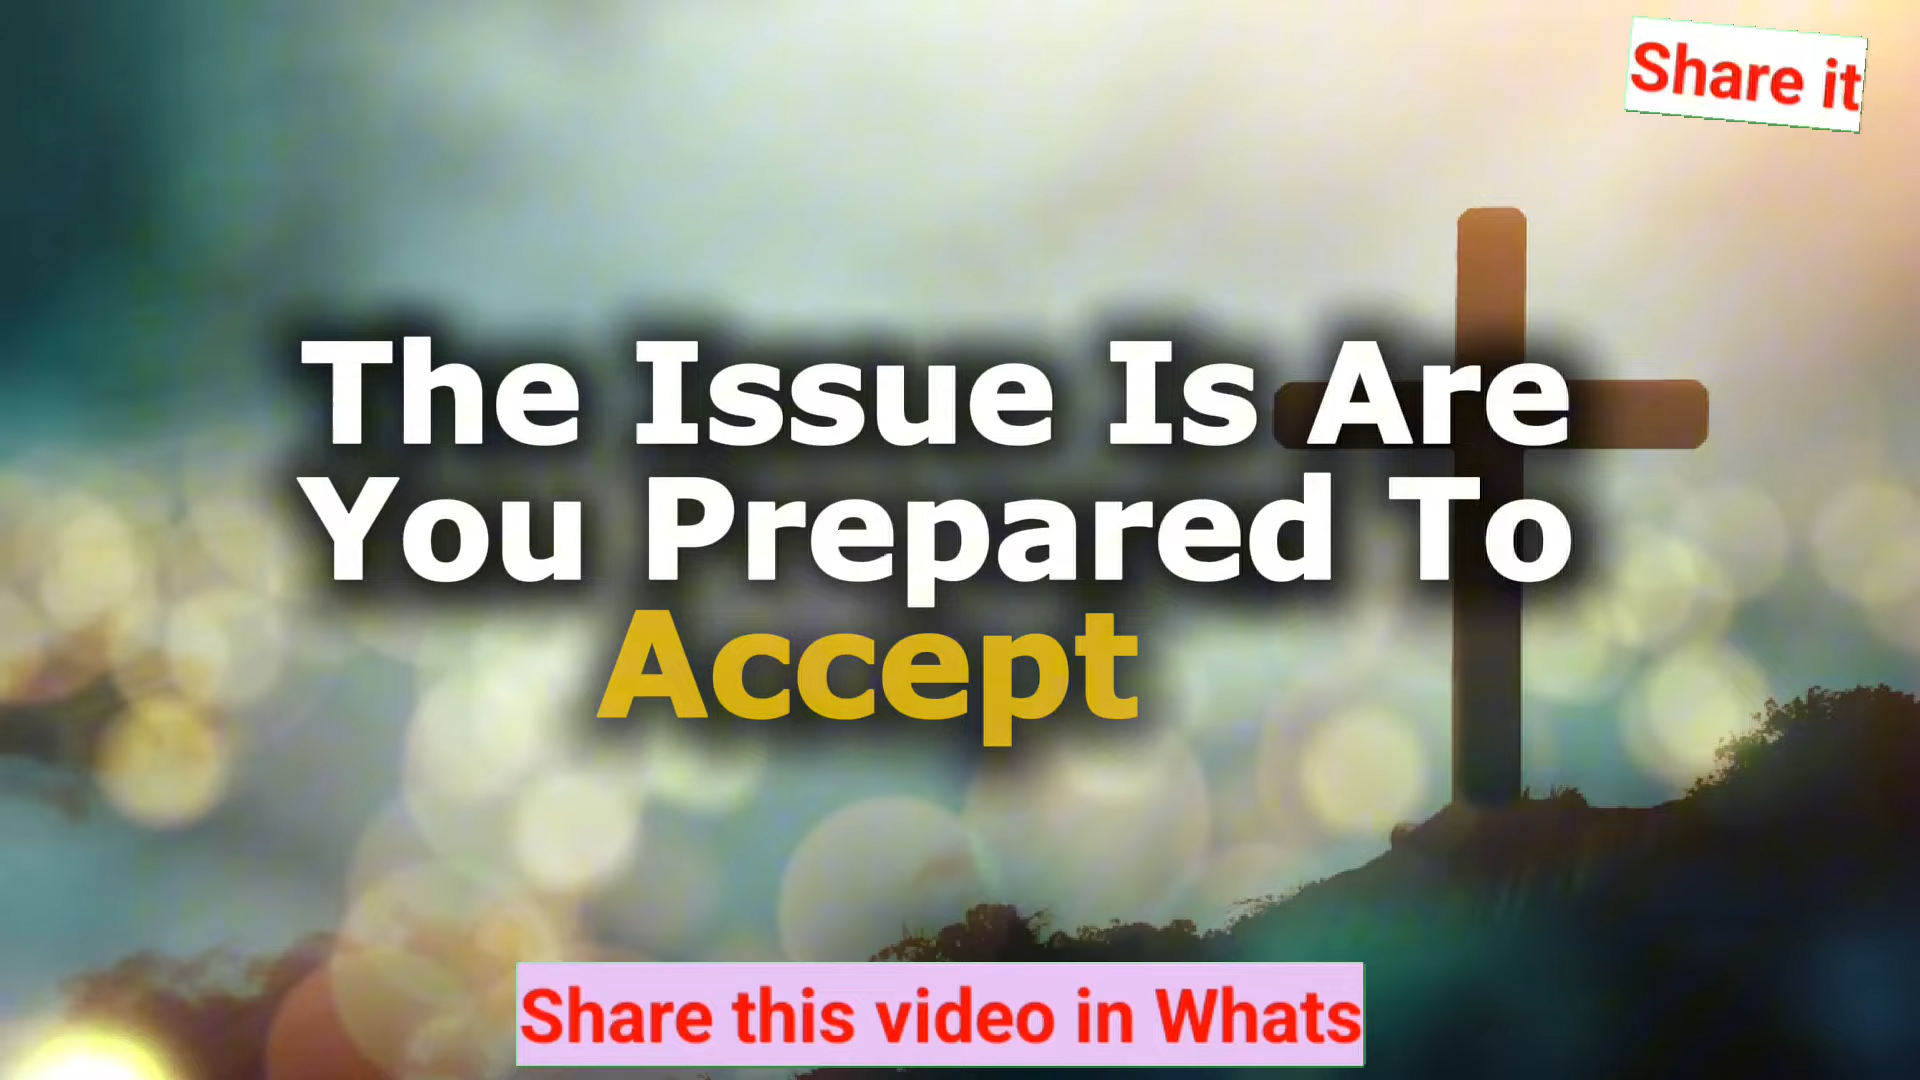 Share it
The Issue Is Are
You Prepared To
Accept
Share this video in Whats